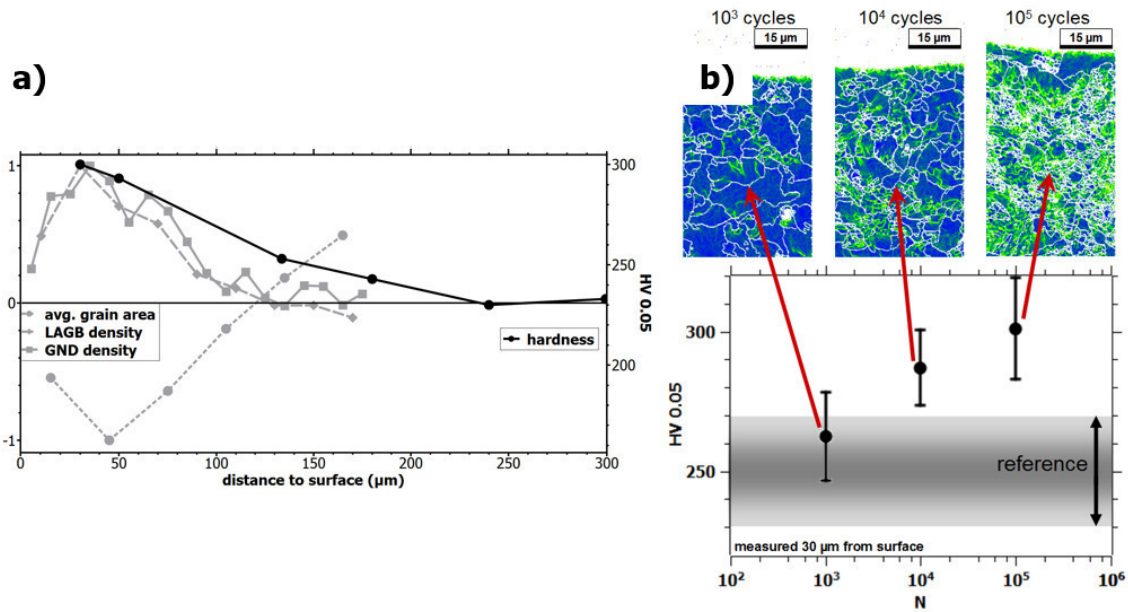 a)
1
0
-1
avg. grain area
LAGB density
GND density
hardness
300
250
200
HV 0.05
0
50
100
150
200
250
300
distance to surface (µm)
b)
10³ cycles
10⁴ cycles
10⁵ cycles
15 µm
15 µm
15 µm
300
250
220
HV 0.05
reference
measured 30 µm from surface
10²
10³
10⁴
10⁵
10⁶
N